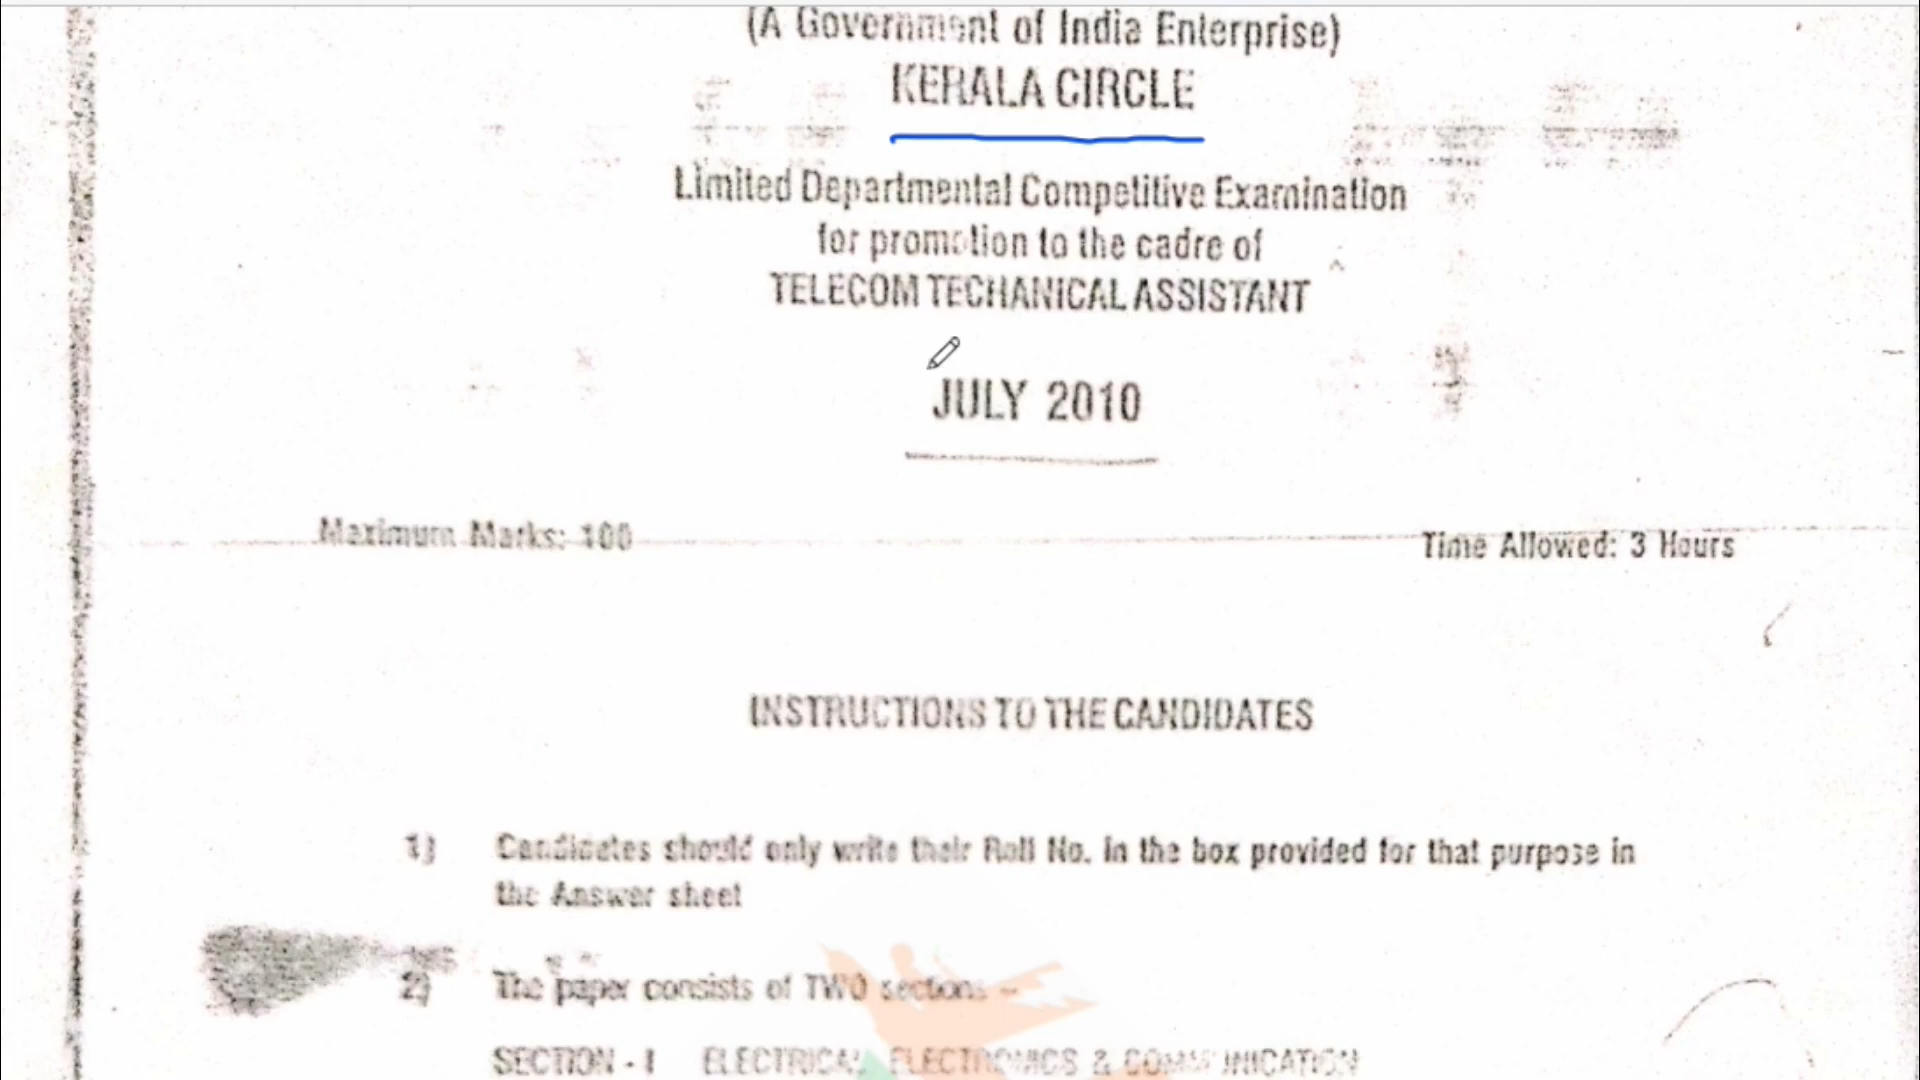 (A Government of India Enterprise)
KERALA CIRCLE
Limited Departmental Competitive Examination
for promotion to the cadre of
TELECOM TECHANICAL ASSISTANT
JULY 2010
Maximum Marks: 100
Time Allowed: 3 Hours
INSTRUCTIONS TO THE CANDIDATES
1) Candidates should only write their Roll No. in the box provided for that purpose in
the Answer sheet
2) The paper consists of TWO sections –
SECTION - I ELECTRICAL ELECTRONICS & COMMUNICATION